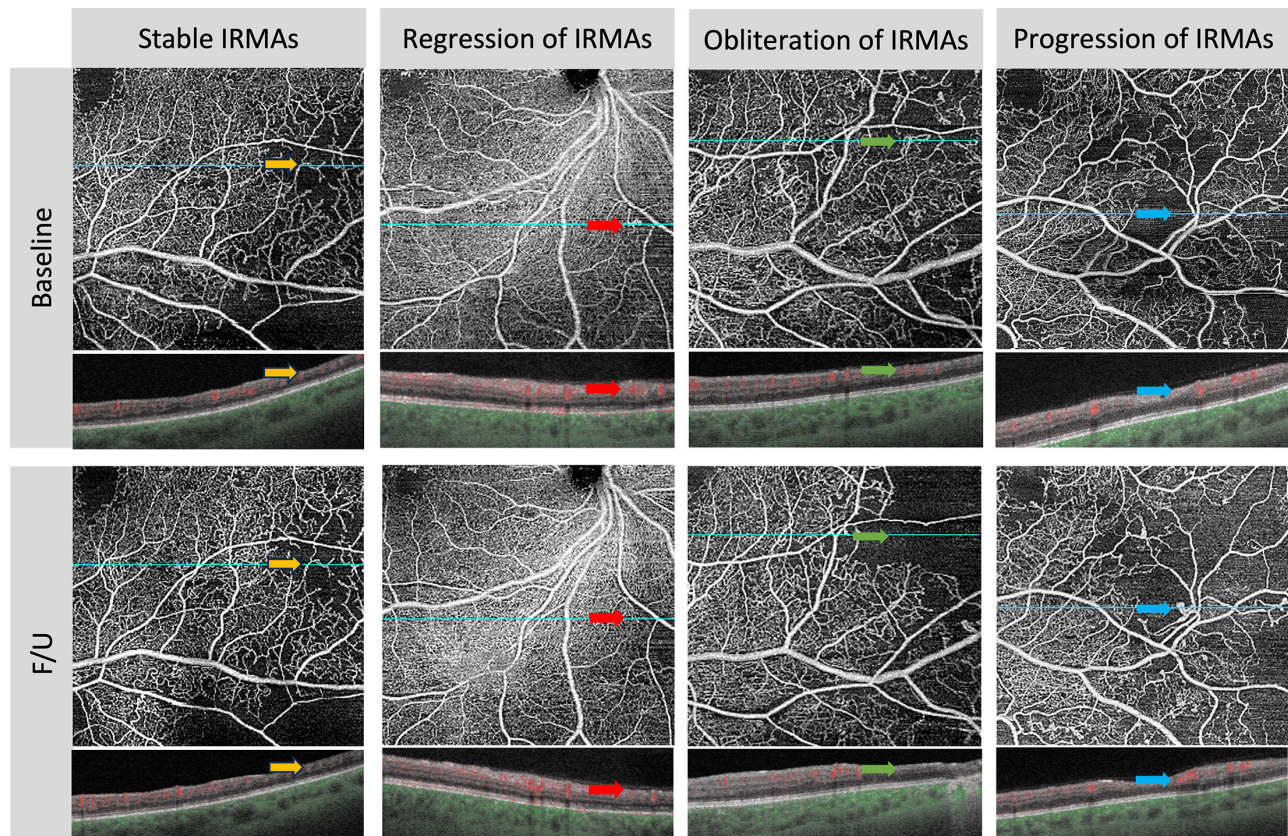 Stable IRMAs
Regression of IRMAs
Obliteration of IRMAs
Progression of IRMAs
Baseline
F/U